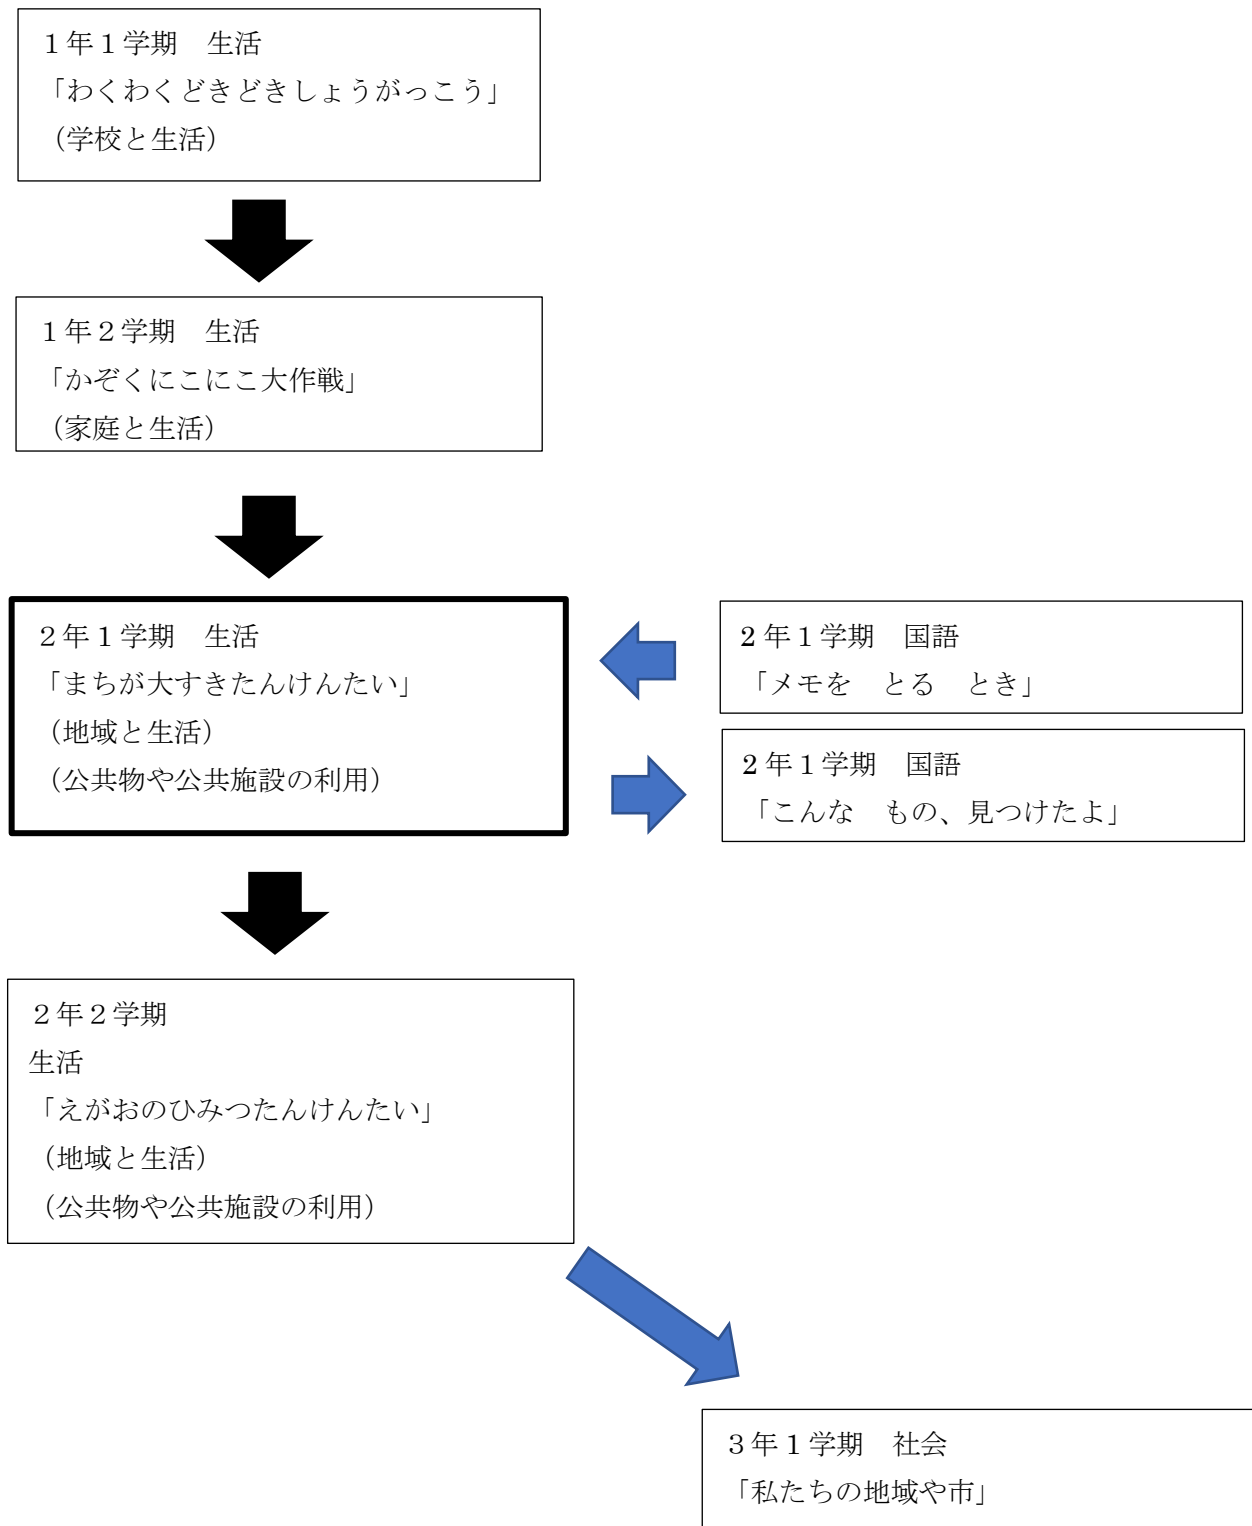 １年１学期　生活
「わくわくどきどきしょうがっこう」
（学校と生活）
１年２学期　生活
「かぞくにこにこ大作戦」
（家庭と生活）
２年１学期　生活
「まちが大すきたんけんたい」
（地域と生活）
（公共物や公共施設の利用）
2 年１学期　国語
「メモを　とる　とき」
2 年１学期　国語
「こんな　もの、見つけたよ」
２年２学期
生活
「えがおのひみつたんけんたい」
（地域と生活）
（公共物や公共施設の利用）
３年１学期　社会
「私たちの地域や市」